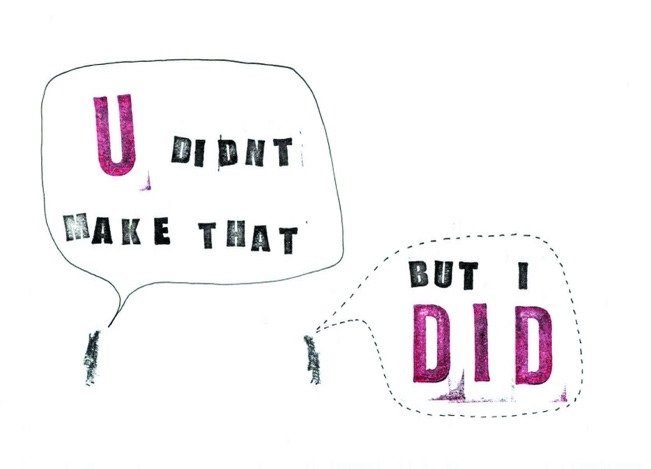 U DIDNT
MAKE THAT
BUT I
DID